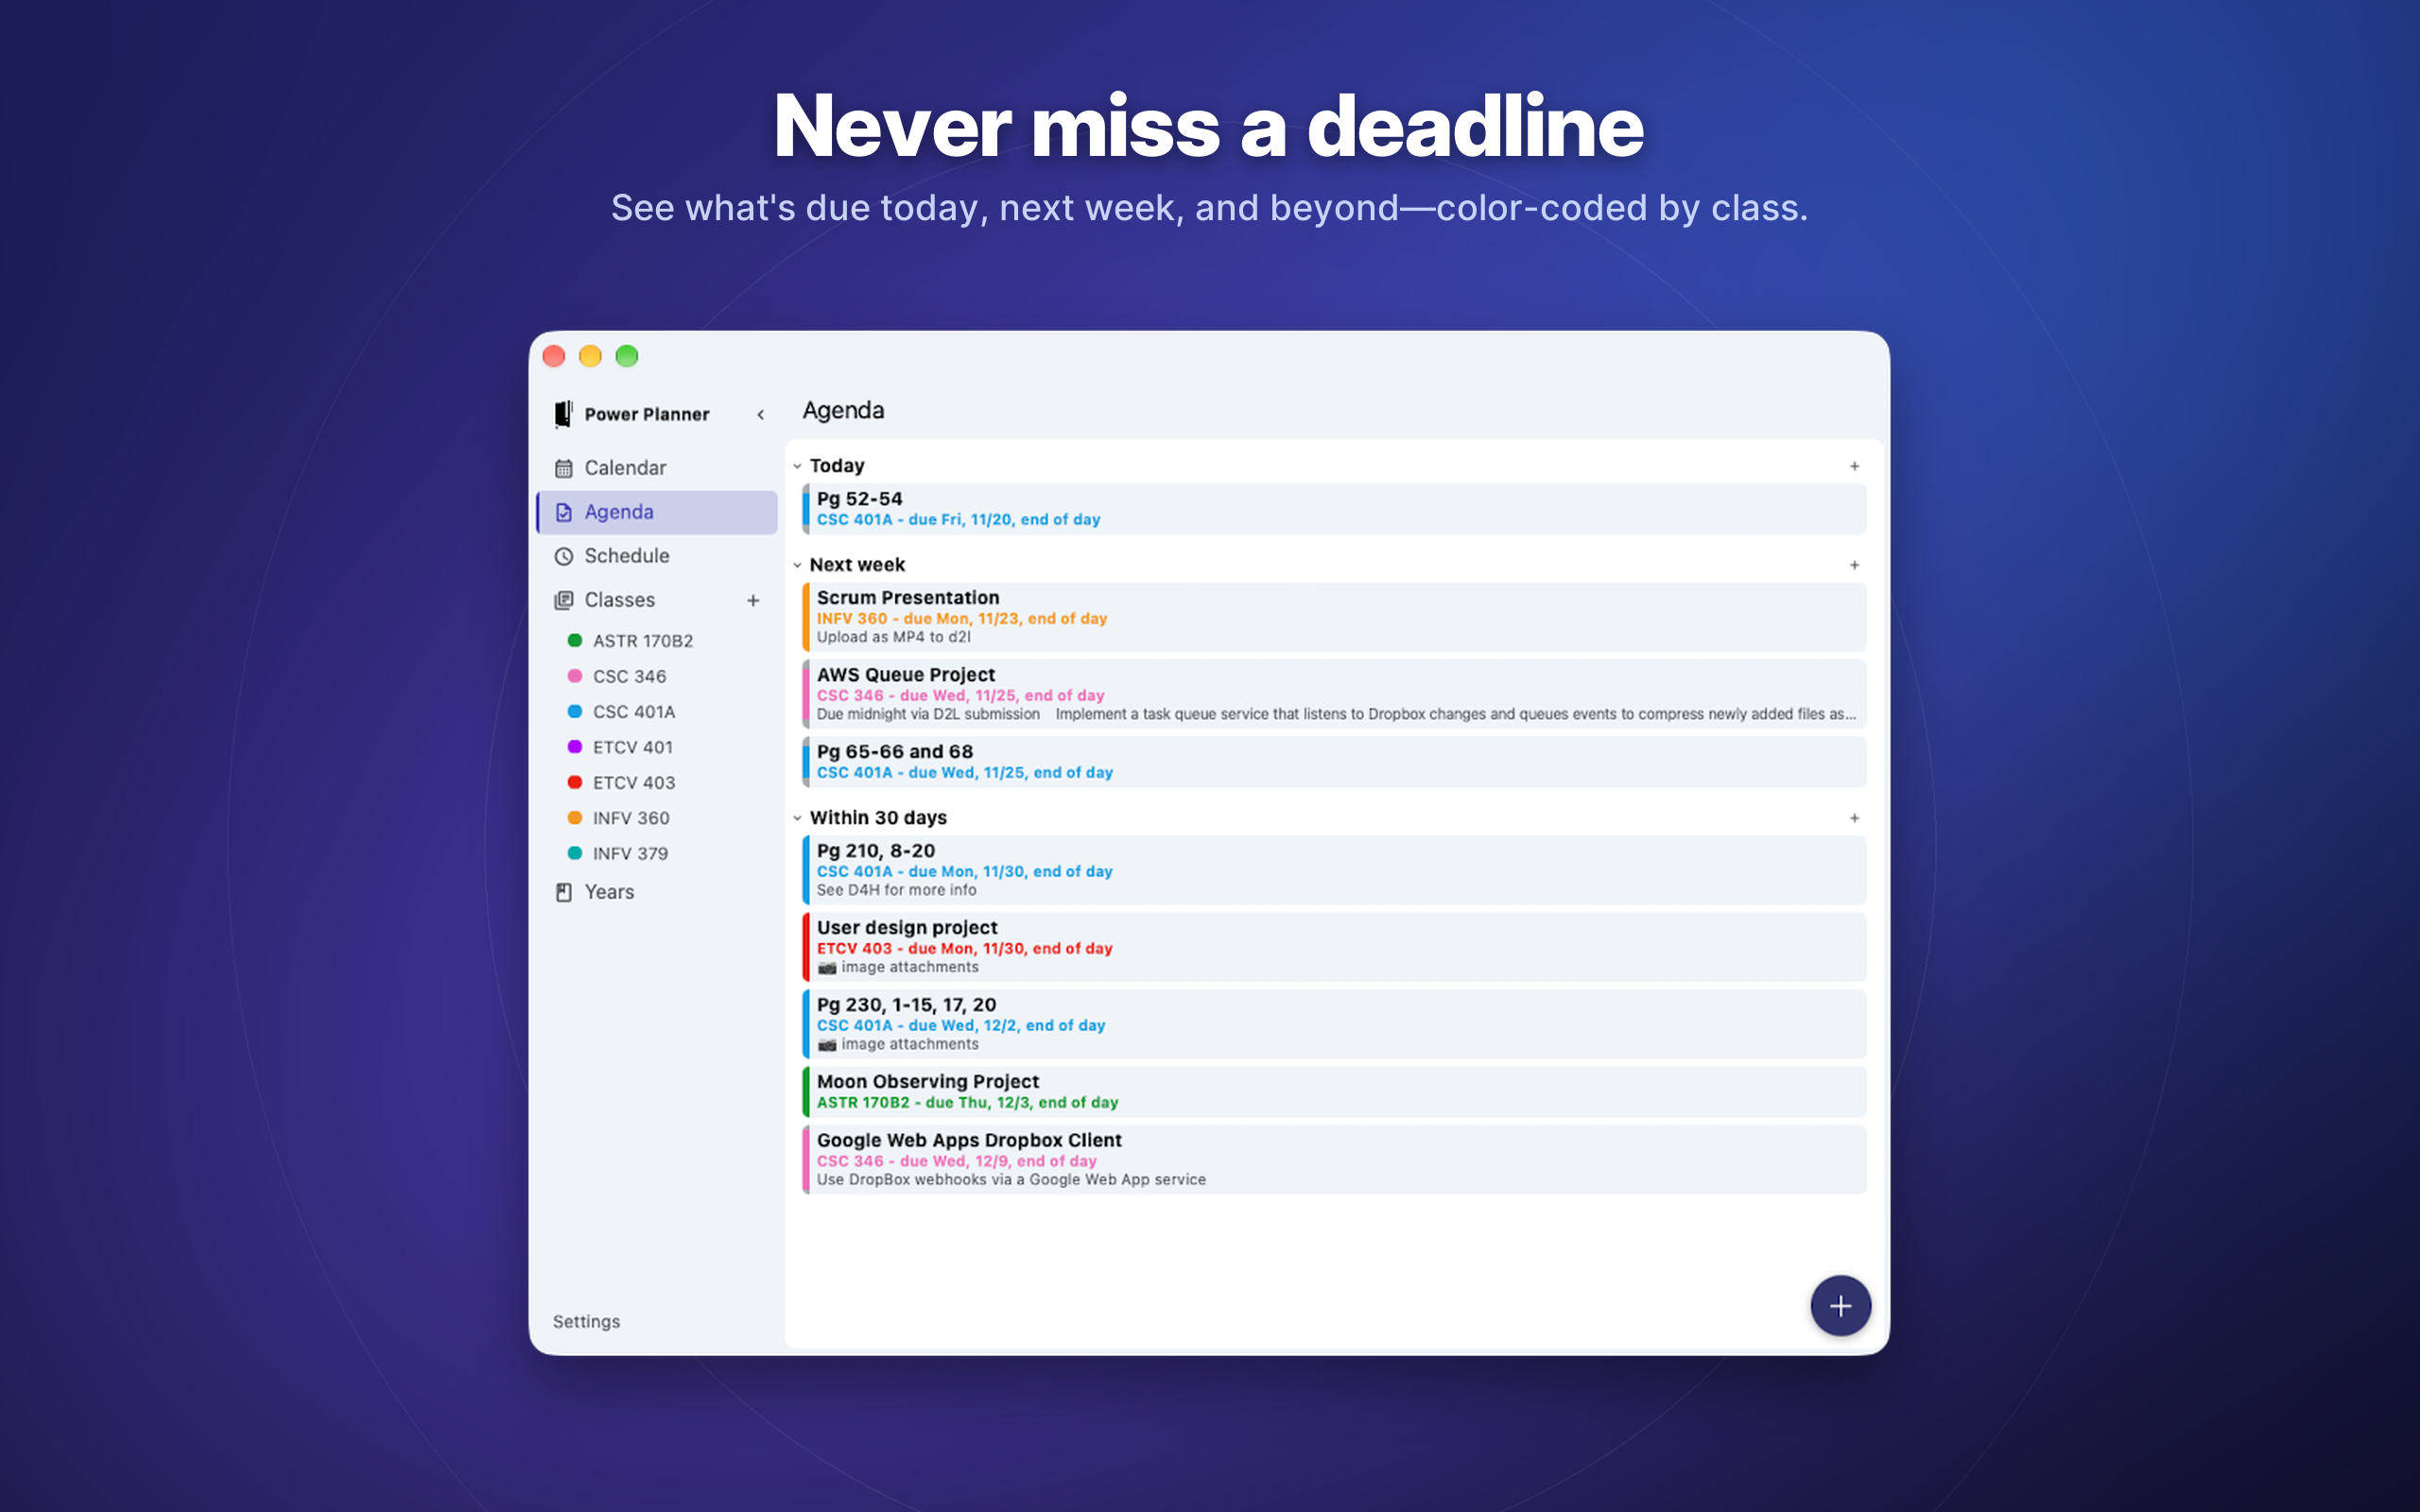 Never miss a deadline
See what's due today, next week, and beyond—color-coded by class.
Power Planner
Calendar
Agenda
Schedule
Classes
ASTR 170B2
CSC 346
CSC 401A
ETCV 401
ETCV 403
INFV 360
INFV 379
Years
Settings
Agenda
Today
Pg 52-54
CSC 401A - due Fri, 11/20, end of day
Next week
Scrum Presentation
INFV 360 - due Mon, 11/23, end of day
Upload as MP4 to d2l
AWS Queue Project
CSC 346 - due Wed, 11/25, end of day
Due midnight via D2L submission    Implement a task queue service that listens to Dropbox changes and queues events to compress newly added files as...
Pg 65-66 and 68
CSC 401A - due Wed, 11/25, end of day
Within 30 days
Pg 210, 8-20
CSC 401A - due Mon, 11/30, end of day
See D4H for more info
User design project
ETCV 403 - due Mon, 11/30, end of day
📷 image attachments
Pg 230, 1-15, 17, 20
CSC 401A - due Wed, 12/2, end of day
📷 image attachments
Moon Observing Project
ASTR 170B2 - due Thu, 12/3, end of day
Google Web Apps Dropbox Client
CSC 346 - due Wed, 12/9, end of day
Use DropBox webhooks via a Google Web App service